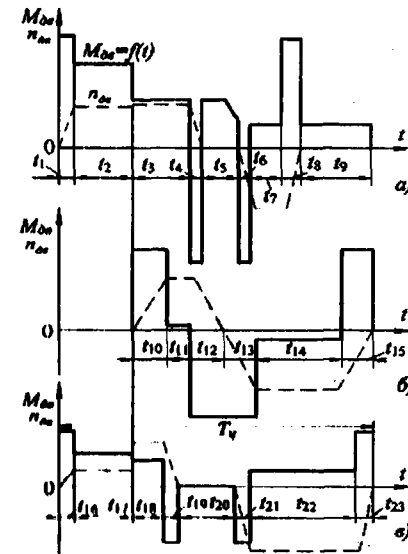 Mдв
nдв
Mдв=f(t)
nдв
0
t
t1
t2
t3
t4
t5
t6
t7
t8
t9
а)
Mдв
nдв
0
t
t10
t11
t12
t13
t14
t15
б)
Mдв
nдв
Tц
0
t
t16
t17
t18
t19
t20
t21
t22
t23
в)